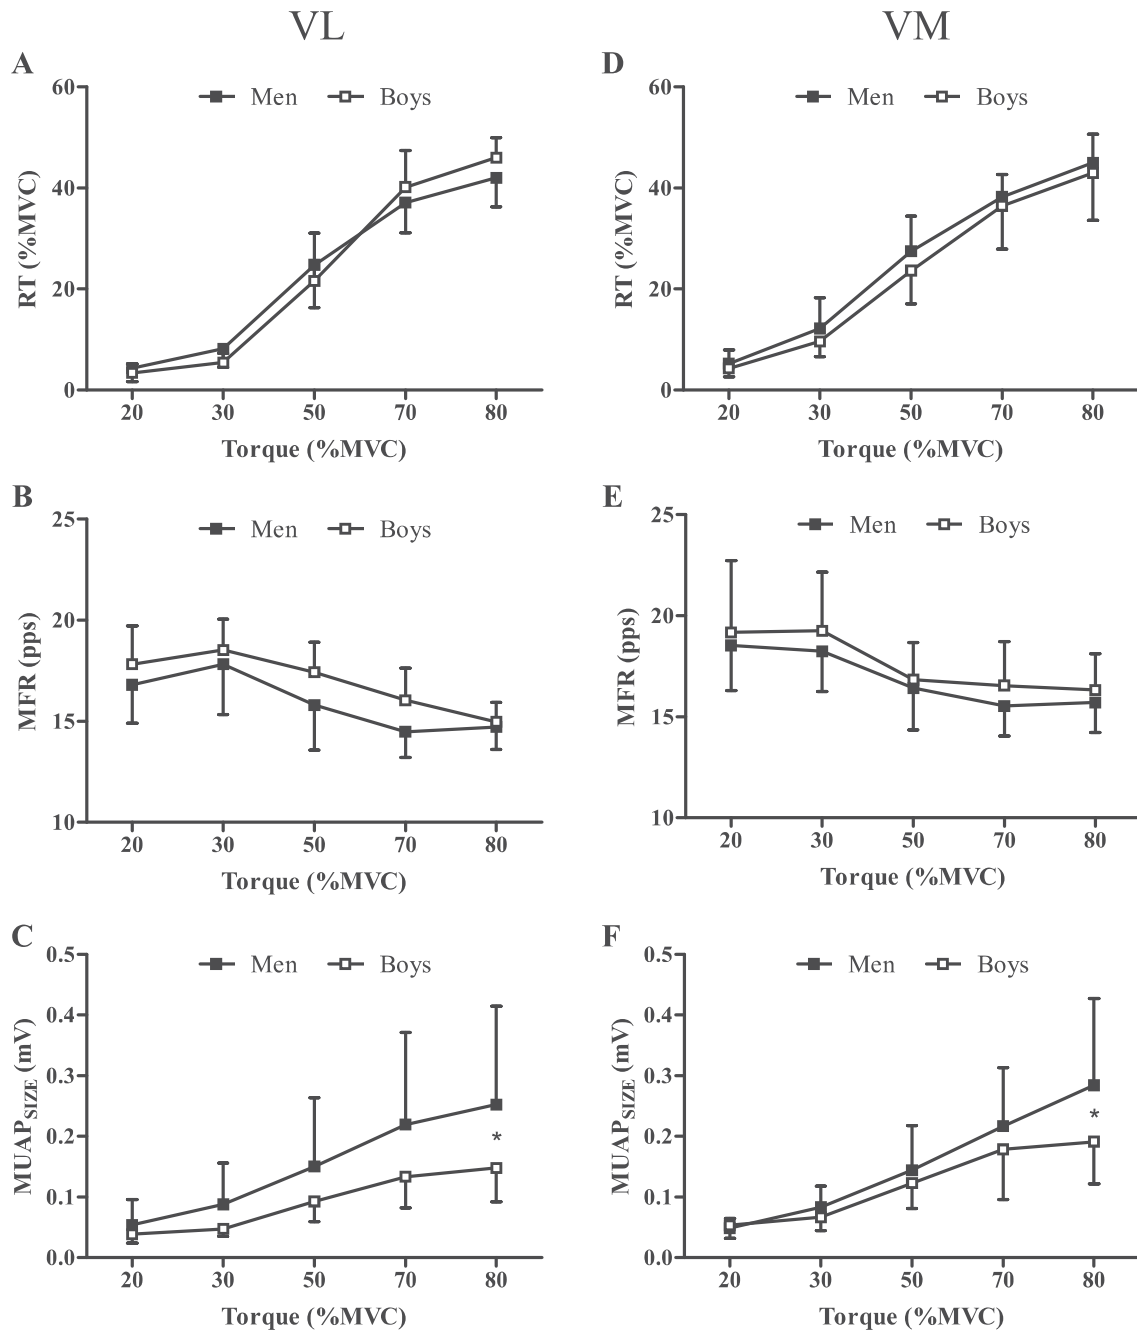 VL
VM
A
Men
Boys
60
40
20
0
RT (%MVC)
20 30 50 70 80
Torque (%MVC)
D
Men
Boys
60
40
20
0
RT (%MVC)
20 30 50 70 80
Torque (%MVC)
B
Men
Boys
25
20
15
10
MFR (pps)
20 30 50 70 80
Torque (%MVC)
E
Men
Boys
25
20
15
10
MFR (pps)
20 30 50 70 80
Torque (%MVC)
C
Men
Boys
0.5
0.4
0.3
0.2
0.1
0.0
MUAPSIZE (mV)
*
20 30 50 70 80
Torque (%MVC)
F
Men
Boys
0.5
0.4
0.3
0.2
0.1
0.0
MUAPSIZE (mV)
*
20 30 50 70 80
Torque (%MVC)